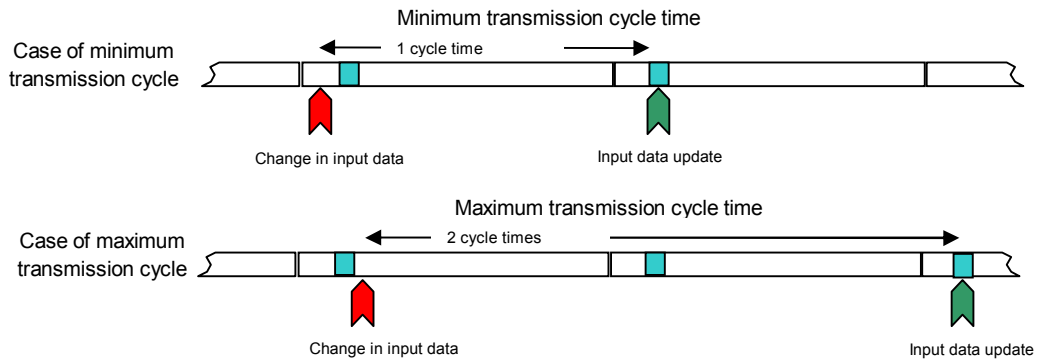 Minimum transmission cycle time
Case of minimum
transmission cycle
1 cycle time
Change in input data
Input data update
Maximum transmission cycle time
Case of maximum
transmission cycle
2 cycle times
Change in input data
Input data update